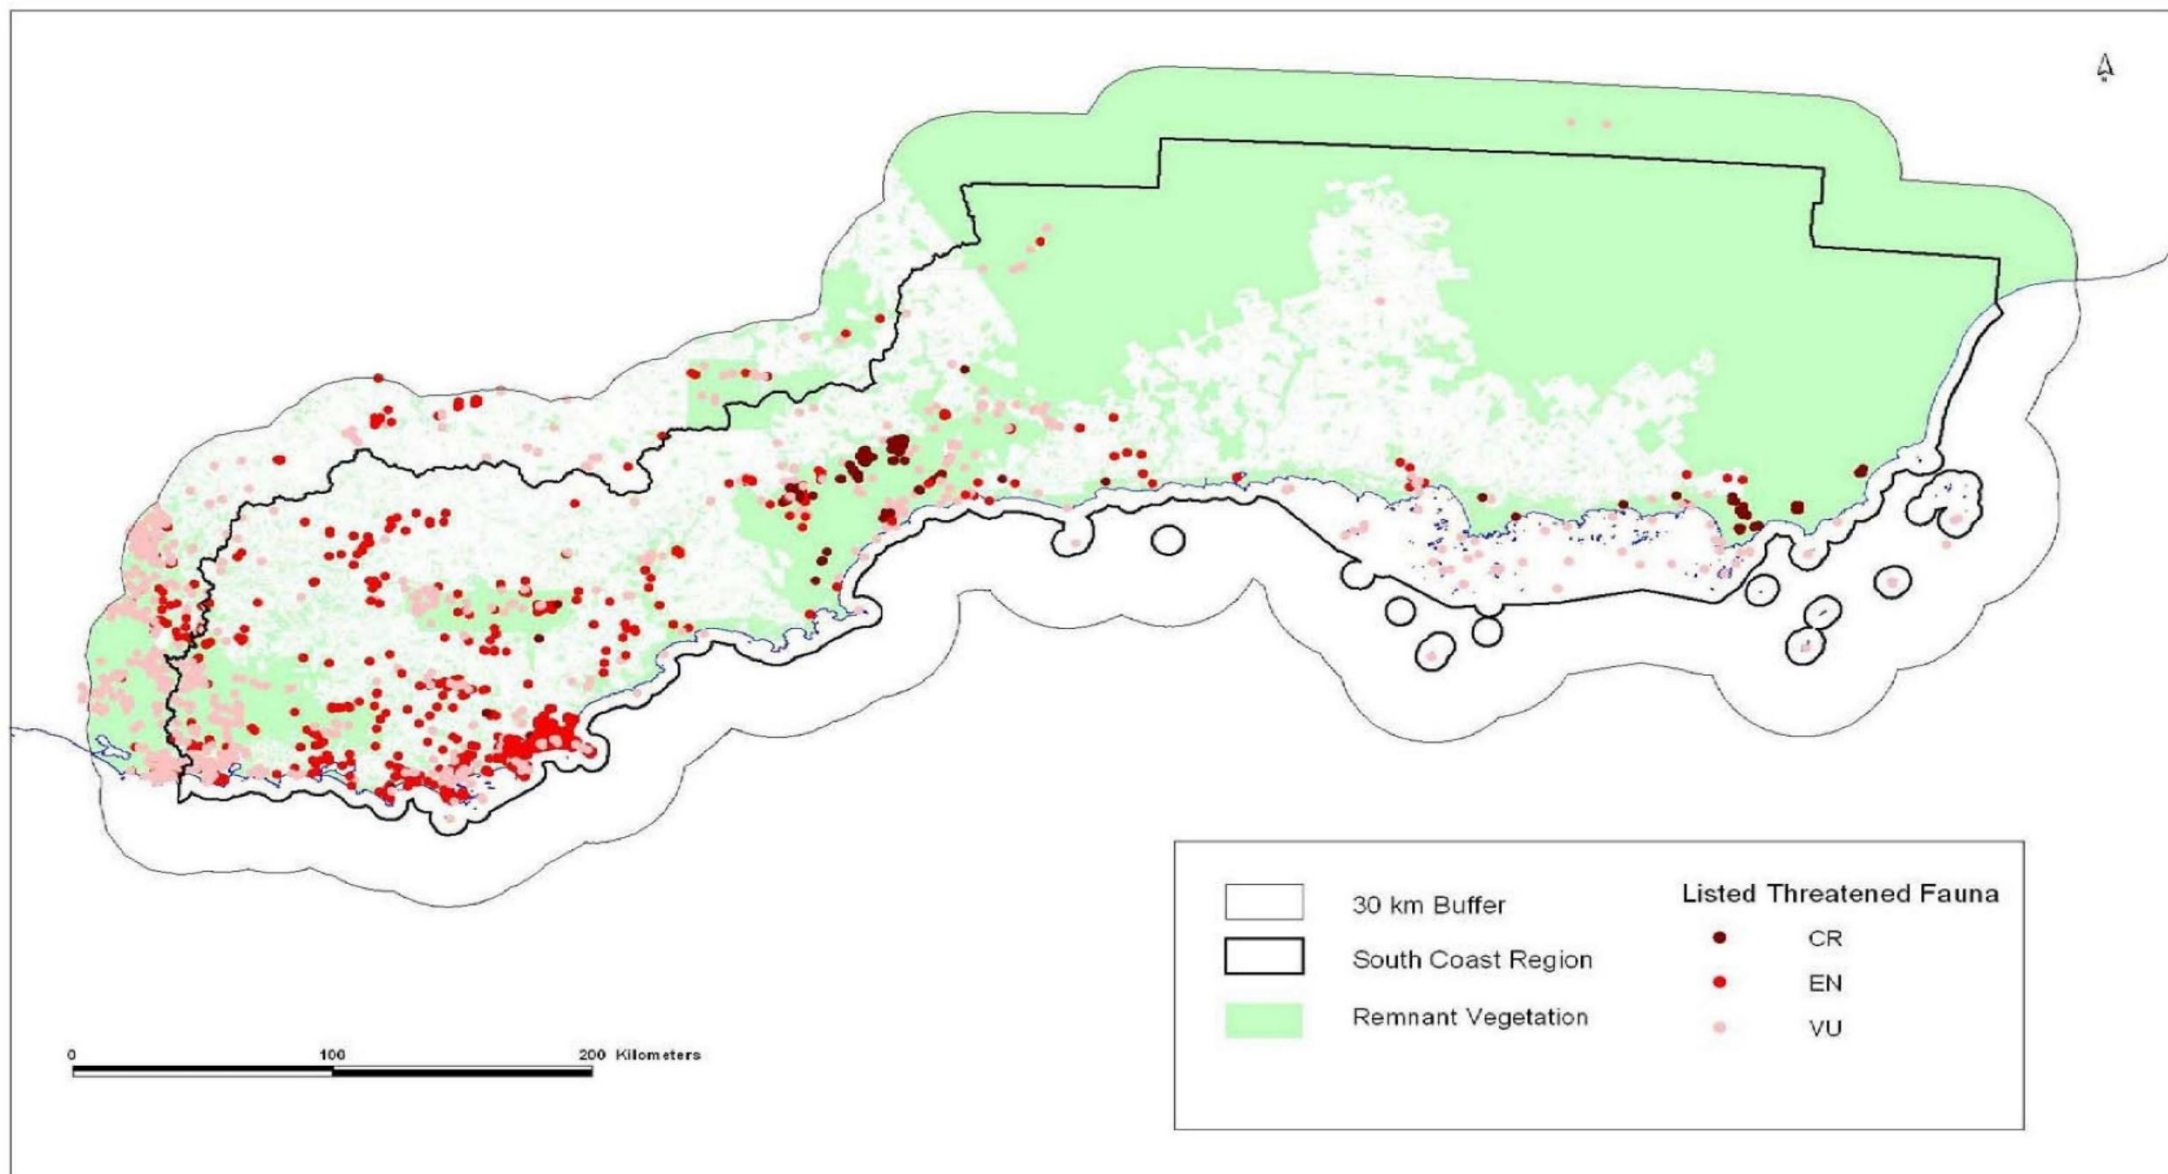 30 km Buffer
South Coast Region
Remnant Vegetation
Listed Threatened Fauna
CR
EN
VU
0 100 200 Kilometers